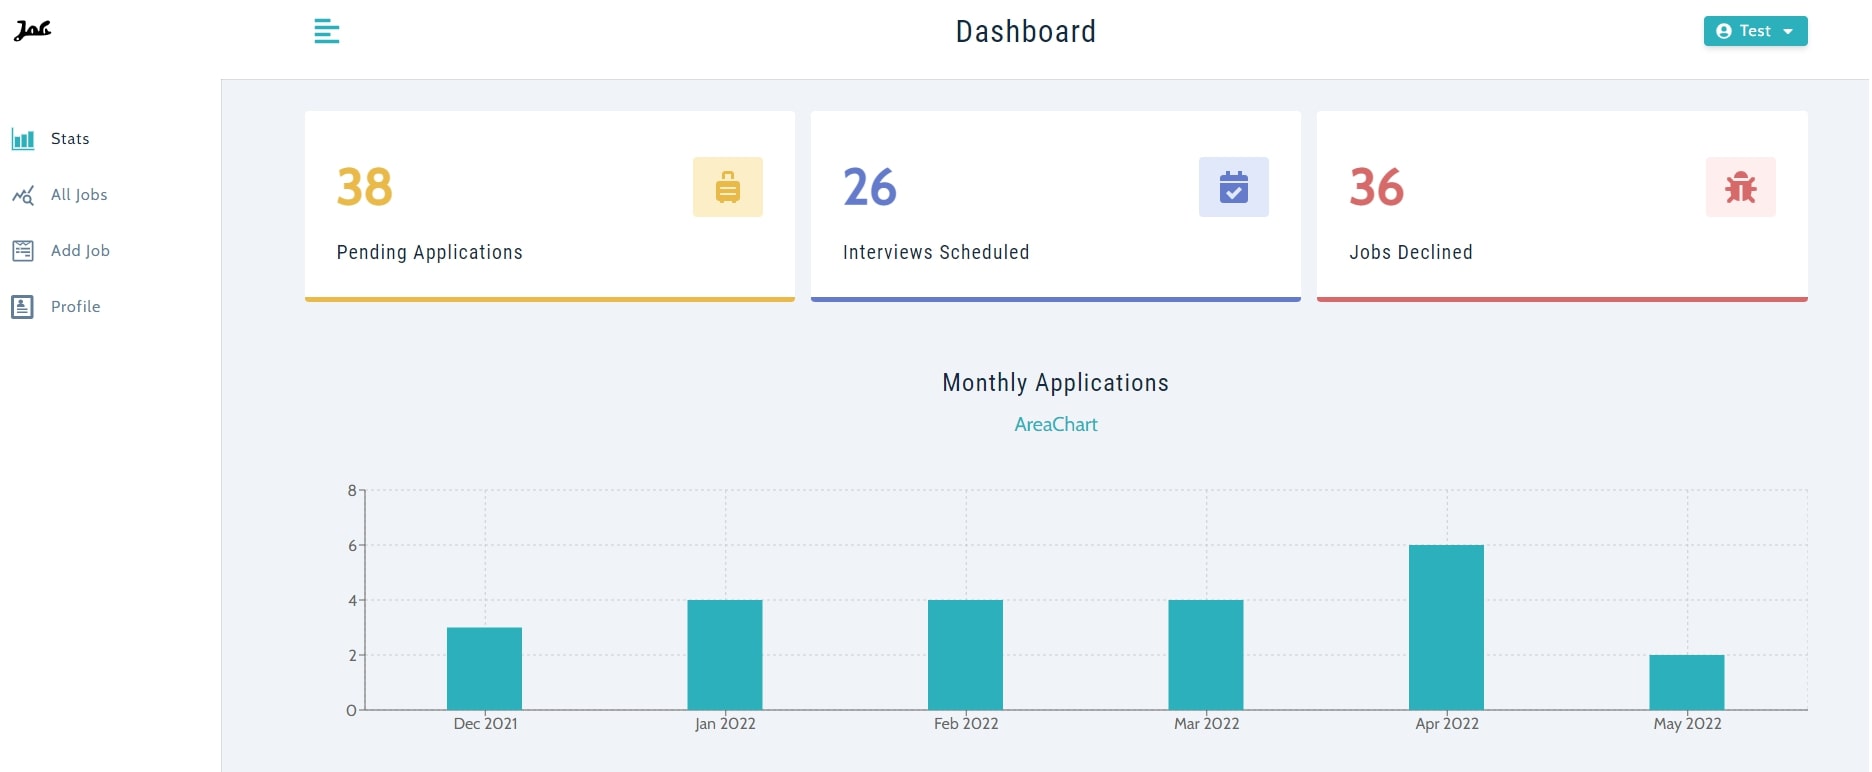 Job
Dashboard
Test
Stats
All Jobs
Add Job
Profile
38
Pending Applications
26
Interviews Scheduled
36
Jobs Declined
Monthly Applications
AreaChart
8
6
4
2
0
Dec 2021 Jan 2022 Feb 2022 Mar 2022 Apr 2022 May 2022